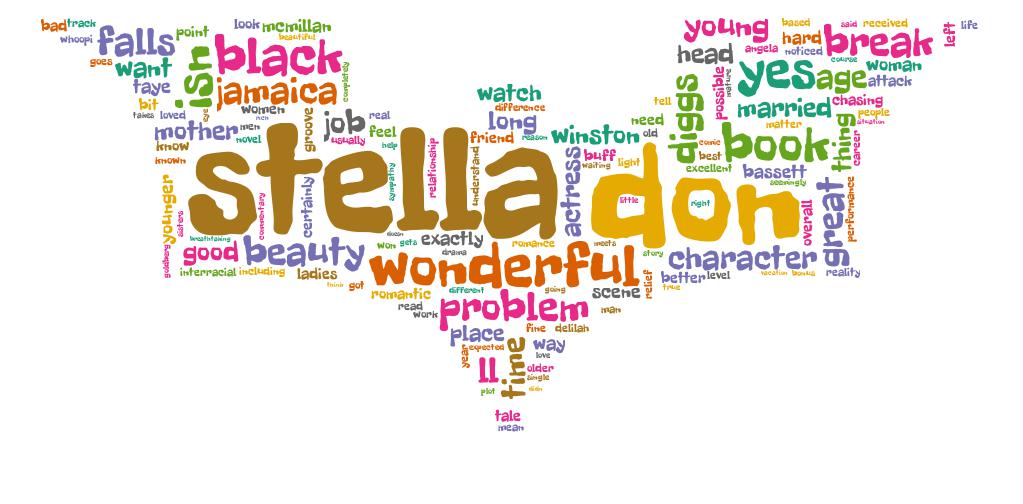 bad track
whoopi
falls
point
look mcmillan
beautiful
goes
want
ish
black
completely
taye
jamaica
bit
eye
women
men
takes loved
mother men
novel
groove
job real
feel
usually
help
know
known
stella
relationship
understand
sympathy
certainly
commentary
younger
sisters
goldberg
breathtaking
good
beauty
interracial including
ladies
doesn
won gets exactly
drama
think got
watch
difference
long
friend reason
winston
actress
buff
waiting light
need
old
tell
don
little
right
romance
meets
story
wonderful
romantic
different
going
scene
relief
read
work
problem
man
place
fine delilah
year expected
time
way
love
ll
older
single
plot
didn
tale
mean
young
based
said received
left
life
head
angela
hard
noticed
break
course
woman
possible
mature
yes age
attack
diggs
married
chasing
people
situation
matter
comic
best
excellent
book
thing
career
bassett
seemingly
overall
great
performance
character
better level
true
vacation bonus
reality